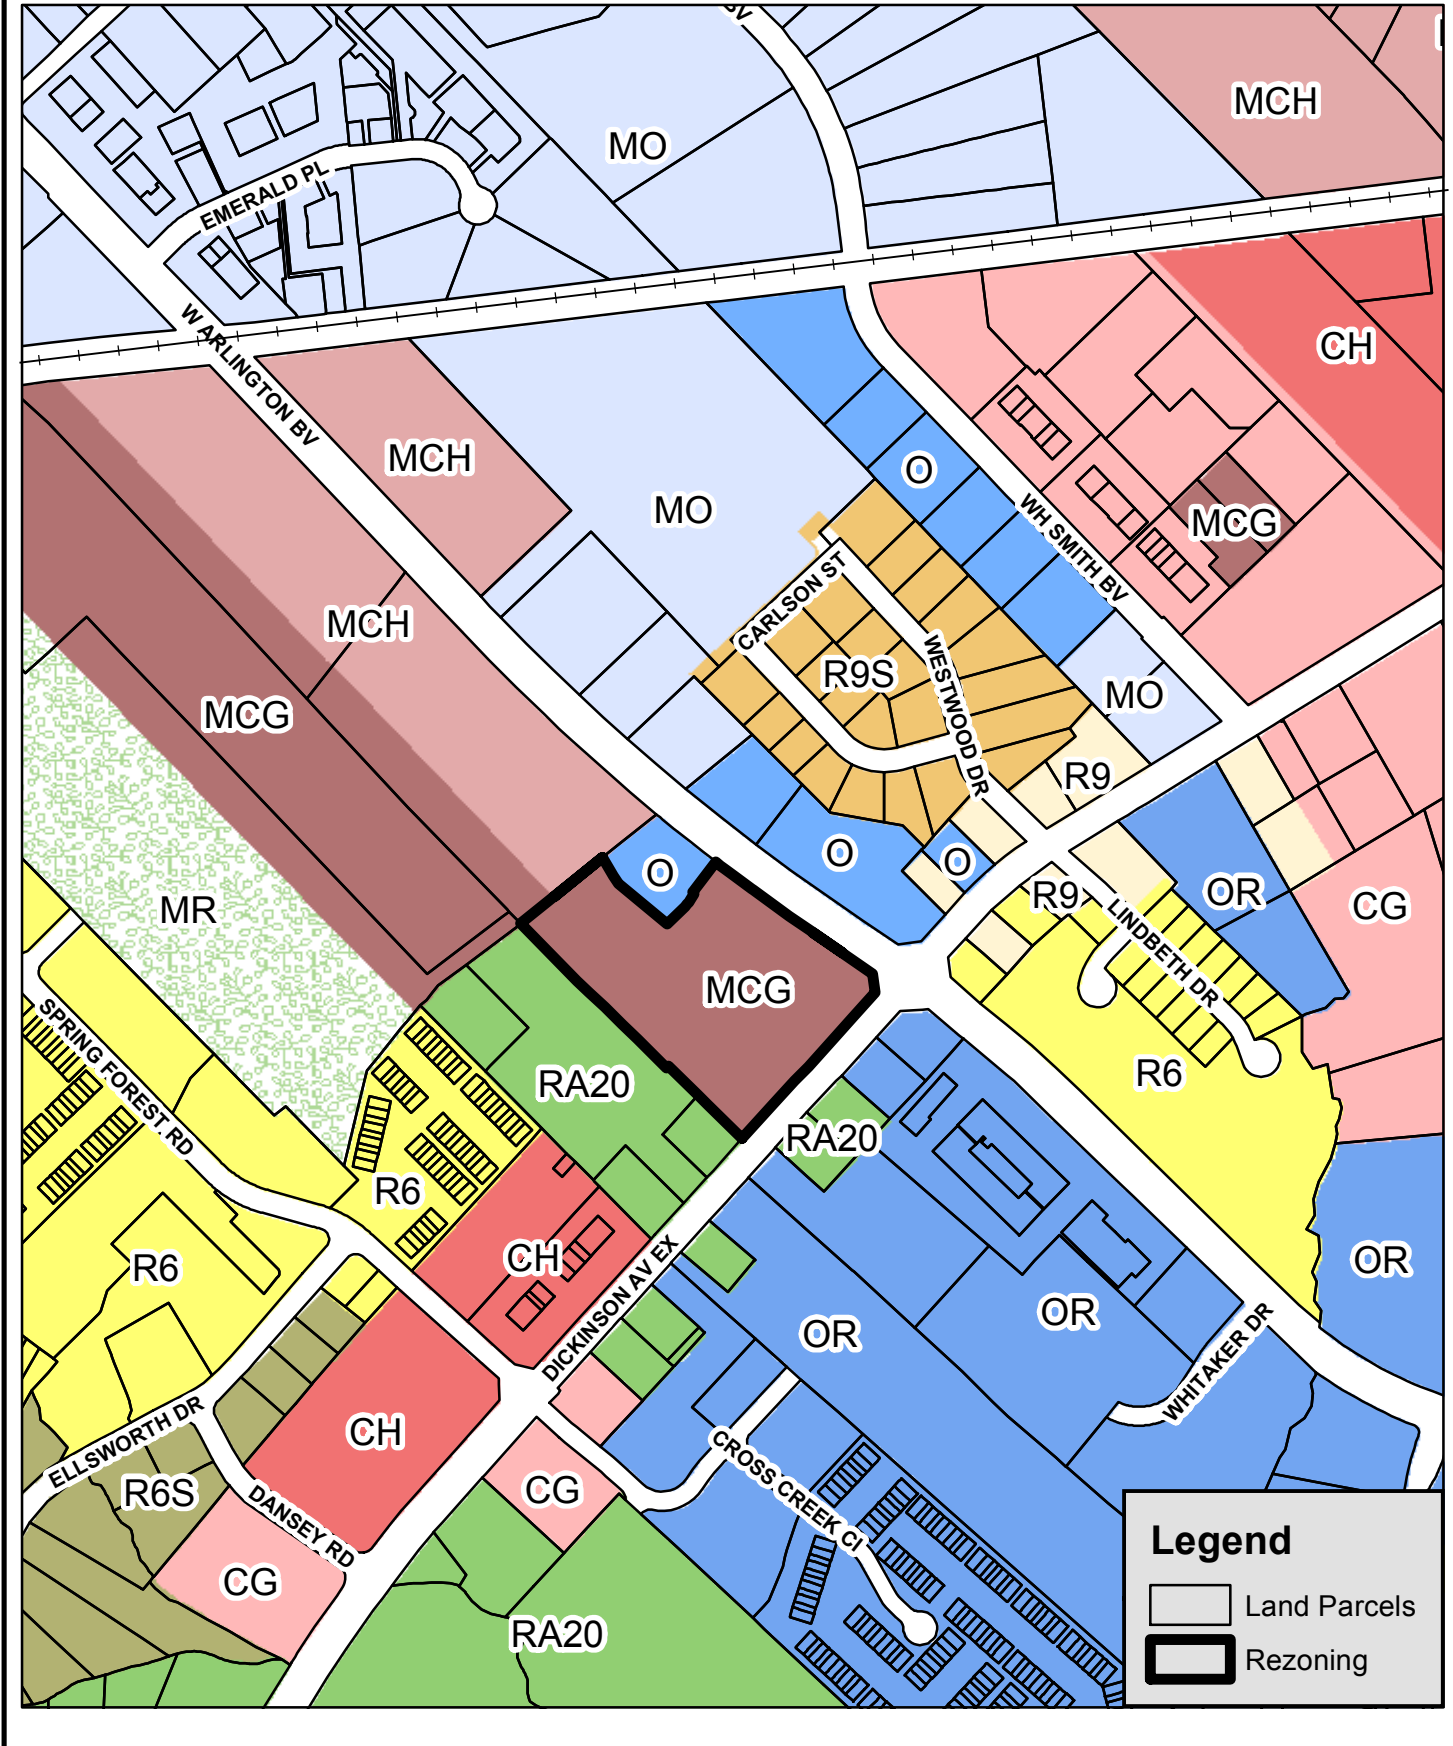 BV
MCH
MO
EMERALD PL
W ARLINGTON BV
CH
MCH
O
MO
WH SMITH BV
MCG
CARLSON ST
MCH
R9S
WESTWOOD DR
MO
MCG
R9
O
O
O
R9
OR
CG
MR
LINDBETH DR
MCG
SPRING FOREST RD
RA20
R6
RA20
R6
R6
CH
OR
DICKINSON AV EX
OR
OR
WHITAKER DR
CH
ELLSWORTH DR
CROSS CREEK CI
R6S
CG
DANSEY RD
CG
RA20
Legend
Land Parcels
Rezoning